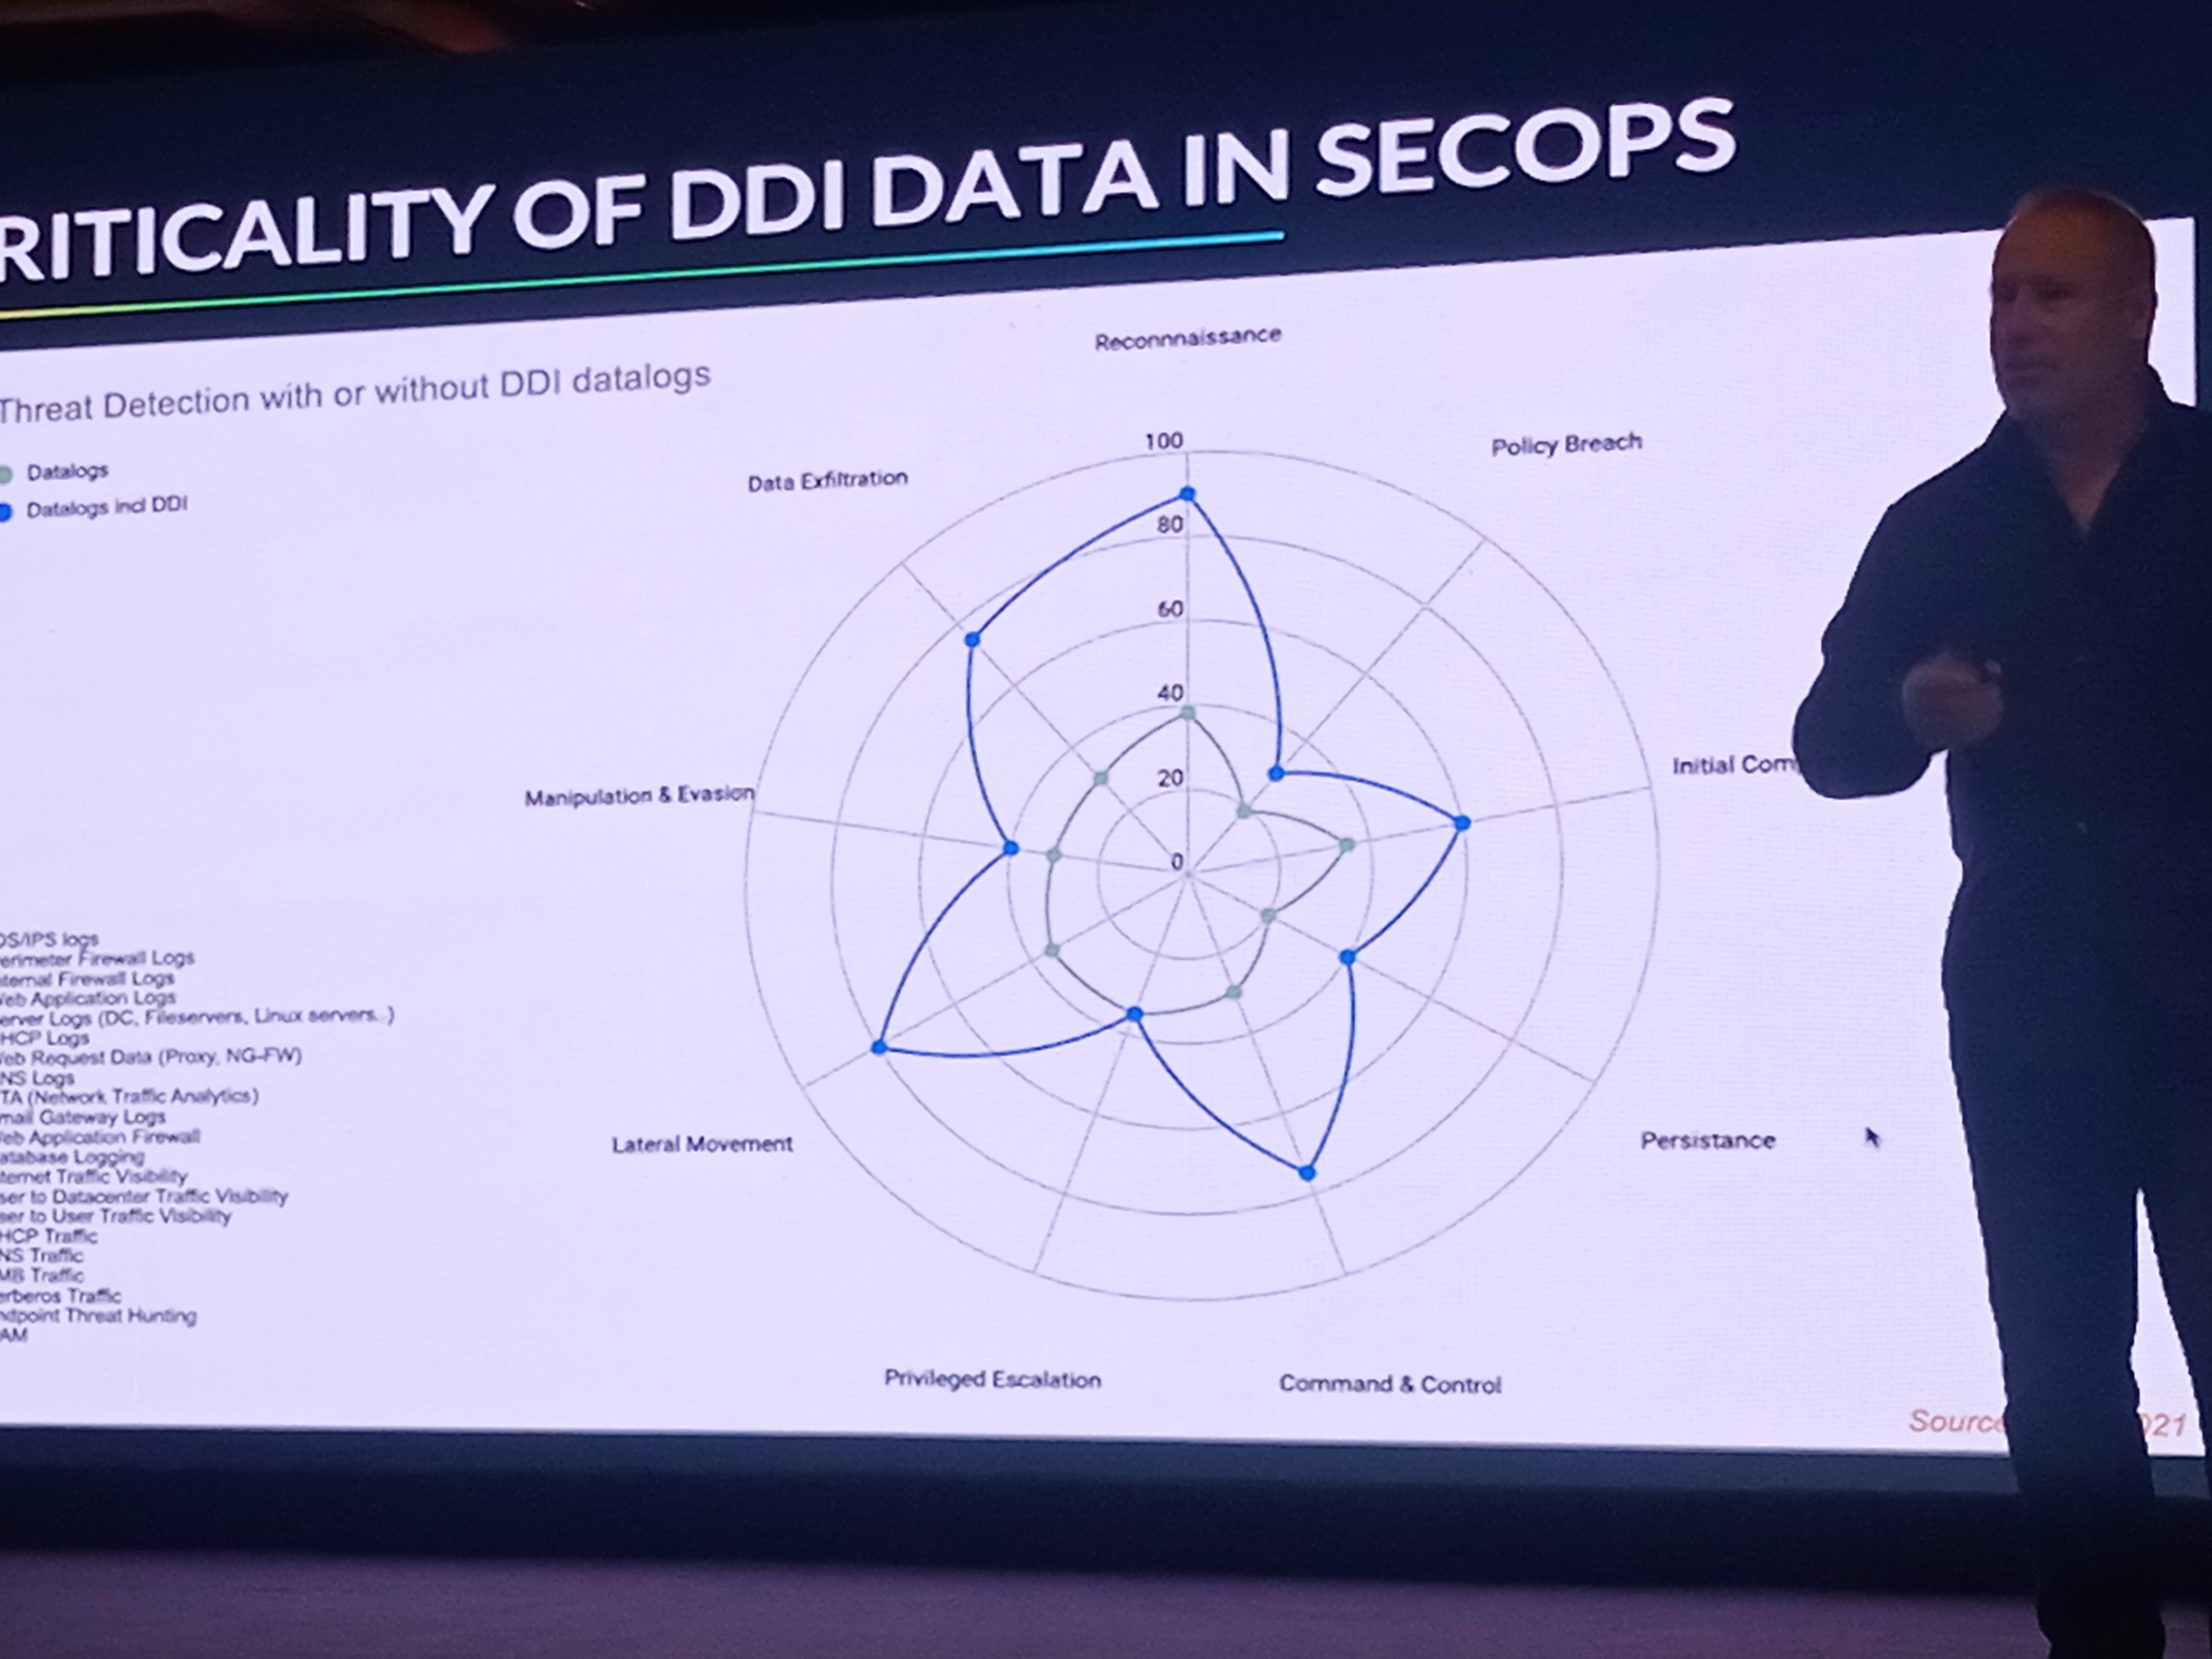 RITICALITY OF DDI DATA IN SECOPS
Threat Detection with or without DDI datalogs
Datalogs
Datalogs incl DDI
Reconnnaissance
Policy Breach
Initial Com
Persistance
Command & Control
Privileged Escalation
Lateral Movement
Manipulation & Evasion
Data Exfiltration
100
80
60
40
20
0
DS/IPS logs
erimeter Firewall Logs
ternal Firewall Logs
eb Application Logs
erver Logs (DC, Fileservers, Linux servers..)
HCP Logs
eb Request Data (Proxy, NG-FW)
NS Logs
TA (Network Traffic Analytics)
mail Gateway Logs
eb Application Firewall
atabase Logging
ternet Traffic Visibility
ser to Datacenter Traffic Visibility
ser to User Traffic Visibility
HCP Traffic
NS Traffic
MB Traffic
erberos Traffic
ndpoint Threat Hunting
AM
Source 021